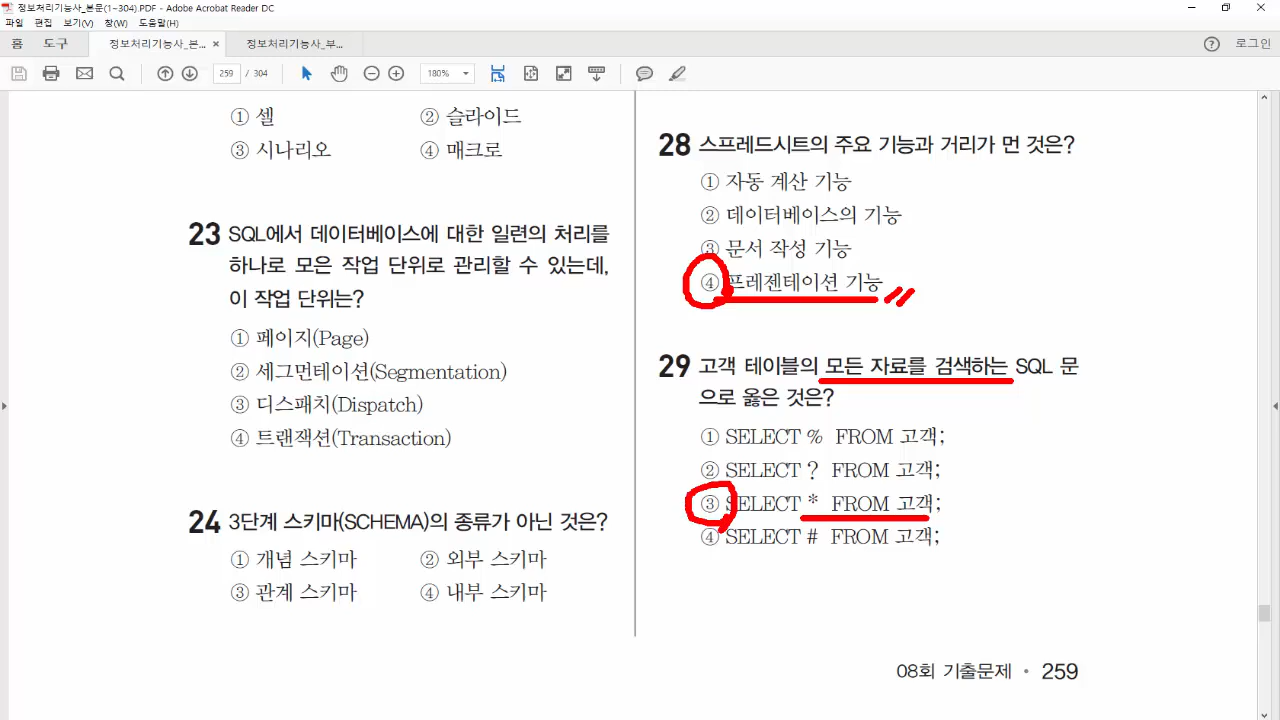 정보처리기능사_본문(1~304).PDF - Adobe Acrobat Reader DC
파일 편집 보기(V) 창(W) 도움말(H)
홈 도구 정보처리기능사_본... × 정보처리기능사_부... ? 로그인
259 / 304 180%
① 셀 ② 슬라이드
③ 시나리오 ④ 매크로
23 SQL에서 데이터베이스에 대한 일련의 처리를
하나로 모은 작업 단위로 관리할 수 있는데,
이 작업 단위는?
① 페이지(Page)
② 세그먼테이션(Segmentation)
③ 디스패치(Dispatch)
④ 트랜잭션(Transaction)
24 3단계 스키마(SCHEMA)의 종류가 아닌 것은?
① 개념 스키마 ② 외부 스키마
③ 관계 스키마 ④ 내부 스키마
28 스프레드시트의 주요 기능과 거리가 먼 것은?
① 자동 계산 기능
② 데이터베이스의 기능
③ 문서 작성 기능
④ 프레젠테이션 기능
29 고객 테이블의 모든 자료를 검색하는 SQL 문
으로 옳은 것은?
① SELECT % FROM 고객;
② SELECT ? FROM 고객;
③ SELECT * FROM 고객;
④ SELECT # FROM 고객;
08회 기출문제 • 259